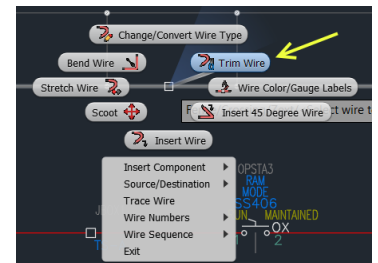 Change/Convert Wire Type
Bend Wire
Trim Wire
Stretch Wire
Wire Color/Gauge Labels
Scoot
Insert 45 Degree Wire
ct wire t
Insert Wire
Insert Component
Source/Destination
Trace Wire
Wire Numbers
Wire Sequence
Exit
OPSTA3
RAM
MODE
SS406
UN MAINTAINED
OX
2